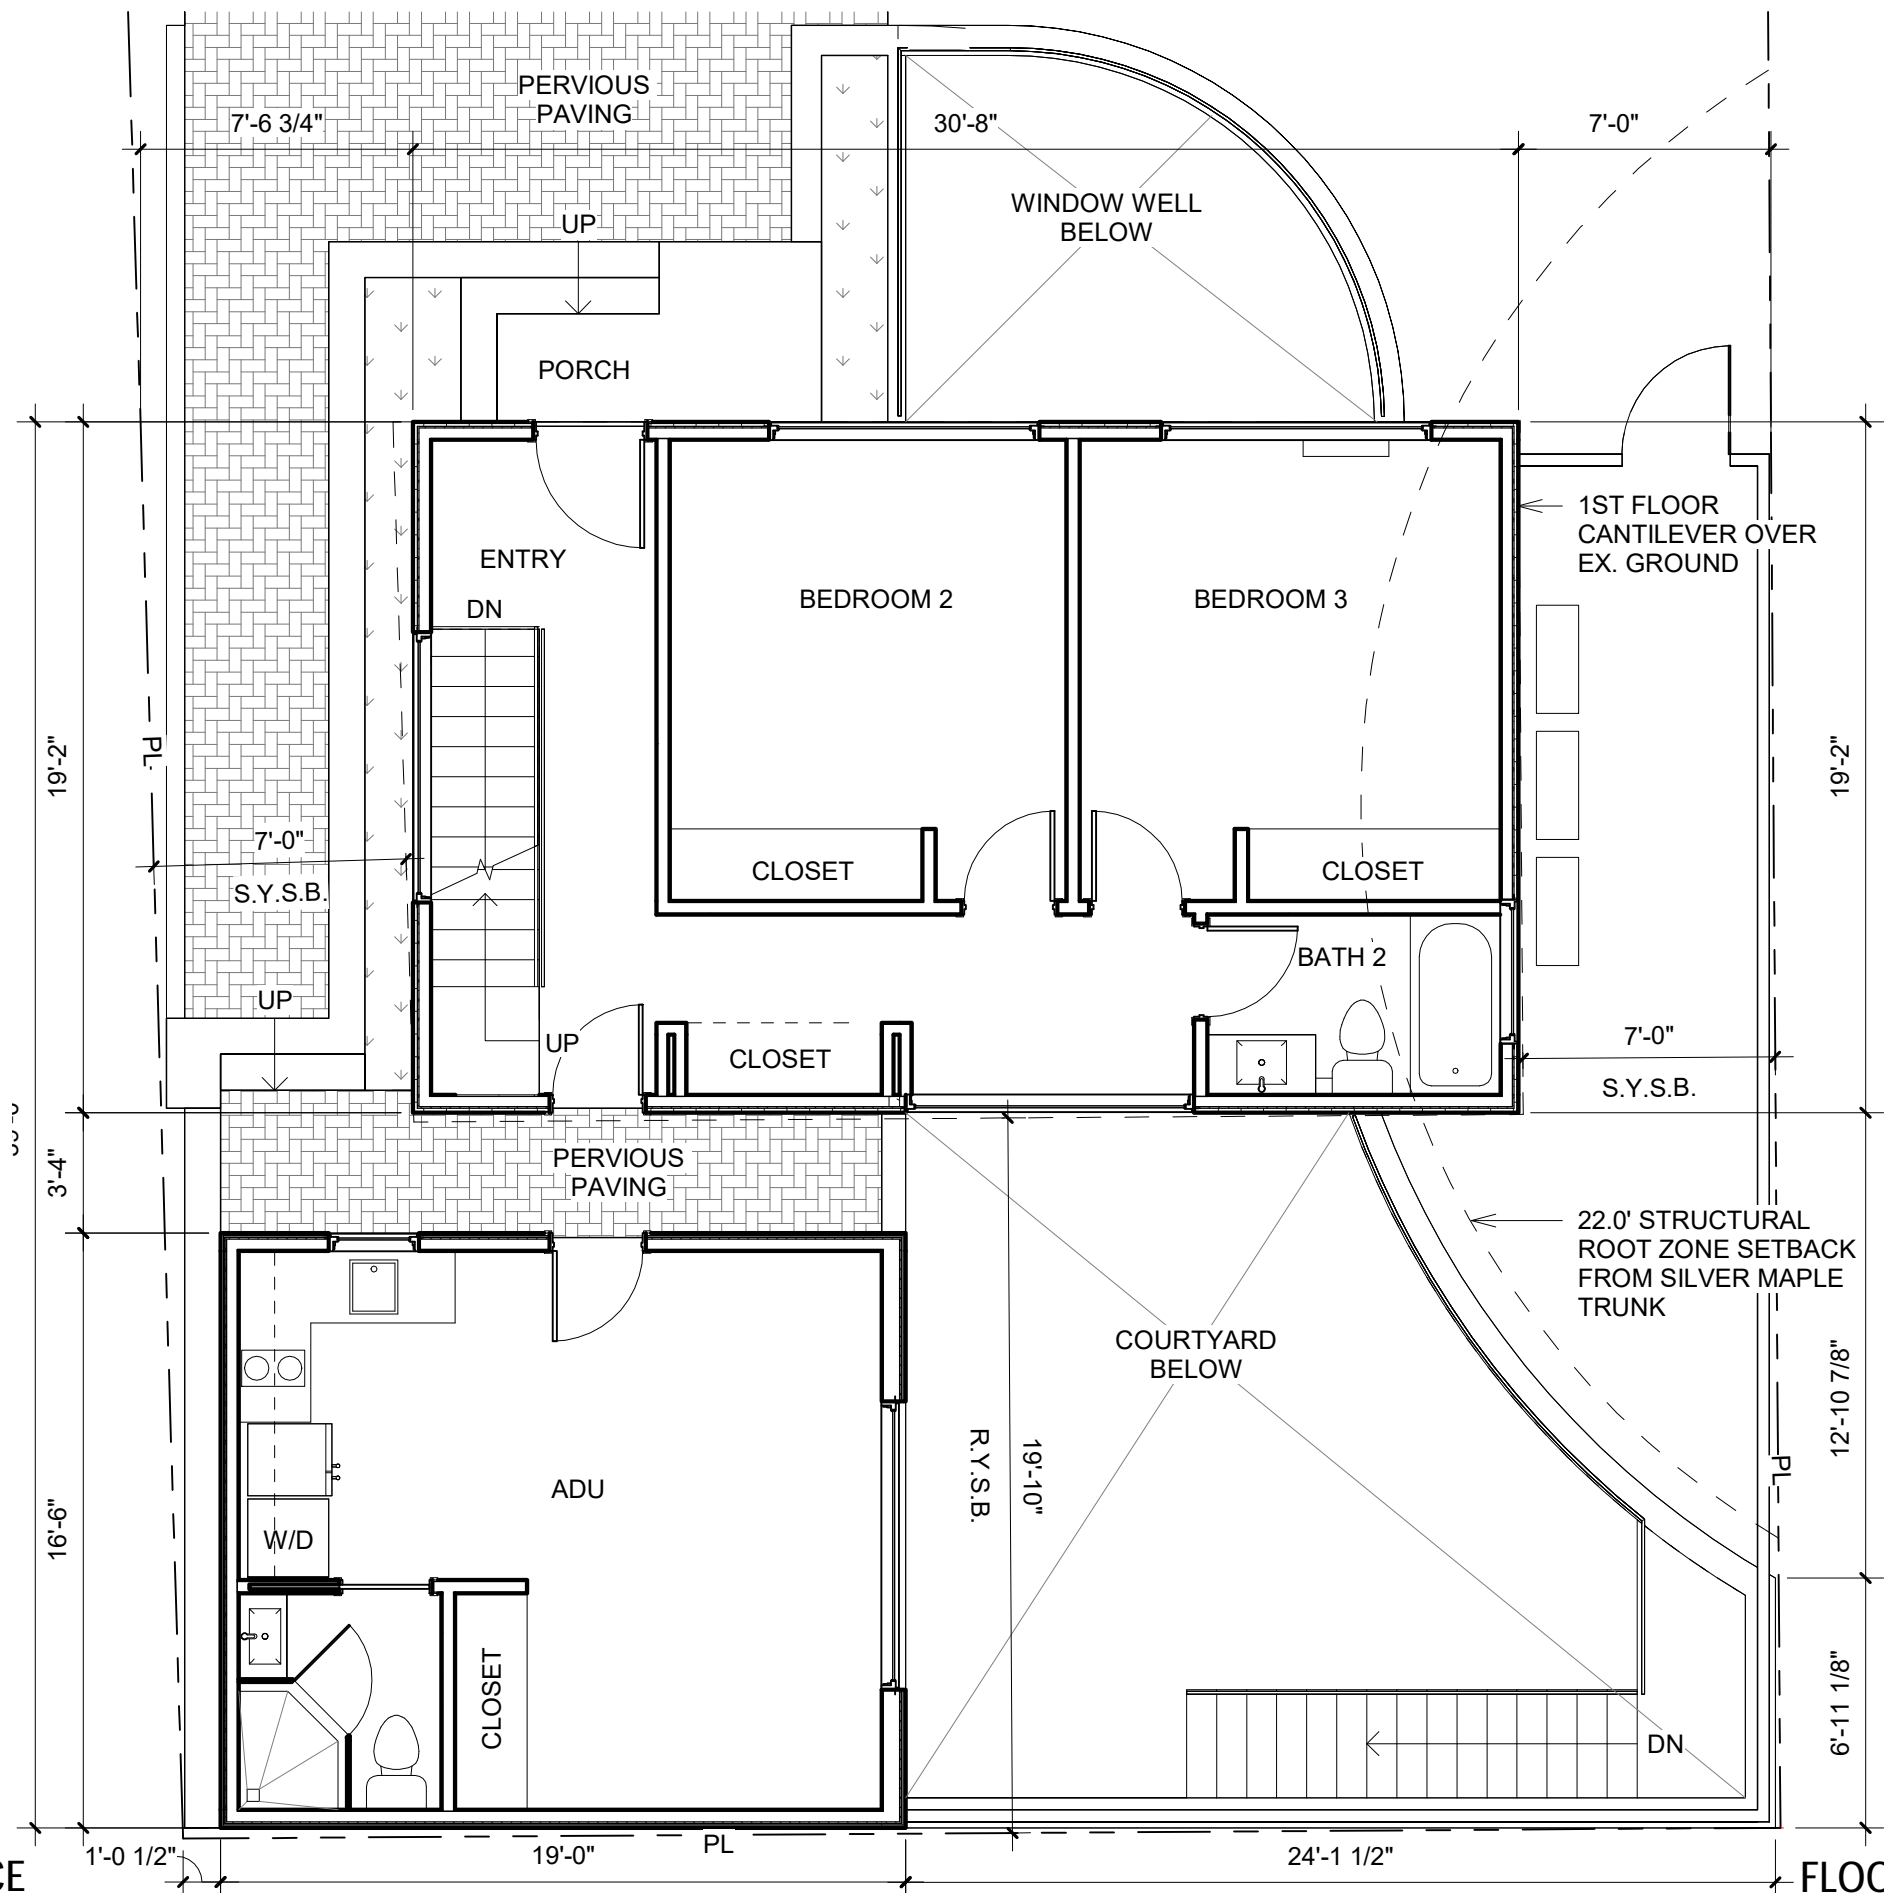 PERVIOUS
PAVING
7'-6 3/4"
30'-8"
7'-0"
WINDOW WELL
BELOW
UP
PORCH
1ST FLOOR
CANTILEVER OVER
EX. GROUND
ENTRY
DN
BEDROOM 2
BEDROOM 3
19'-2"
PL
19'-2"
7'-0"
S.Y.S.B.
CLOSET
CLOSET
BATH 2
UP
UP
CLOSET
7'-0"
S.Y.S.B.
3'-4"
PERVIOUS
PAVING
22.0' STRUCTURAL
ROOT ZONE SETBACK
FROM SILVER MAPLE
TRUNK
COURTYARD
BELOW
12'-10 7/8"
PL
R.Y.S.B.
19'-10"
ADU
16'-6"
W/D
CLOSET
6'-11 1/8"
DN
PL
1'-0 1/2"
19'-0"
24'-1 1/2"
CE
FLOO